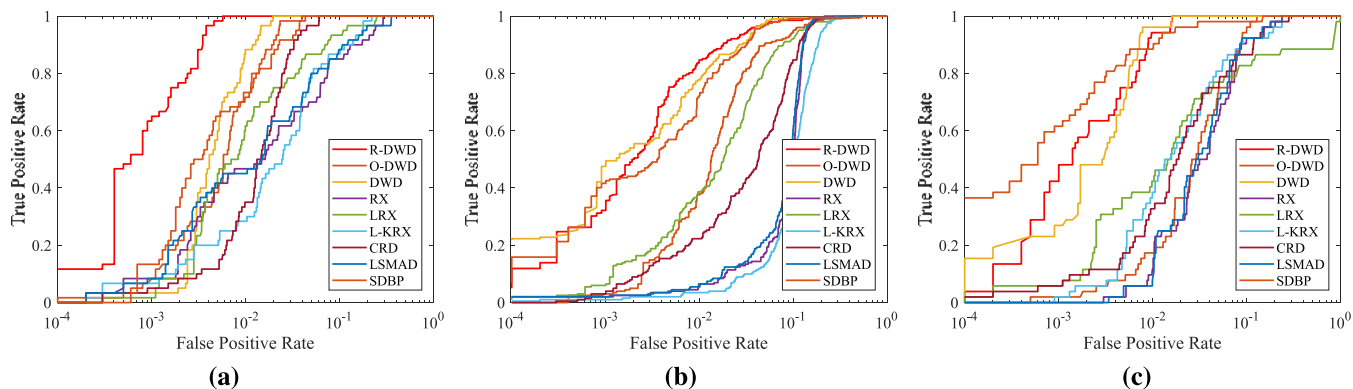 True Positive Rate
1
0.8
0.6
0.4
0.2
0
10^-4
10^-3
10^-2
10^-1
10^0
False Positive Rate
R-DWD
O-DWD
DWD
RX
LRX
L-KRX
CRD
LSMAD
SDBP
(a)
True Positive Rate
1
0.8
0.6
0.4
0.2
0
10^-4
10^-3
10^-2
10^-1
10^0
False Positive Rate
R-DWD
O-DWD
DWD
RX
LRX
L-KRX
CRD
LSMAD
SDBP
(b)
True Positive Rate
1
0.8
0.6
0.4
0.2
0
10^-4
10^-3
10^-2
10^-1
10^0
False Positive Rate
R-DWD
O-DWD
DWD
RX
LRX
L-KRX
CRD
LSMAD
SDBP
(c)